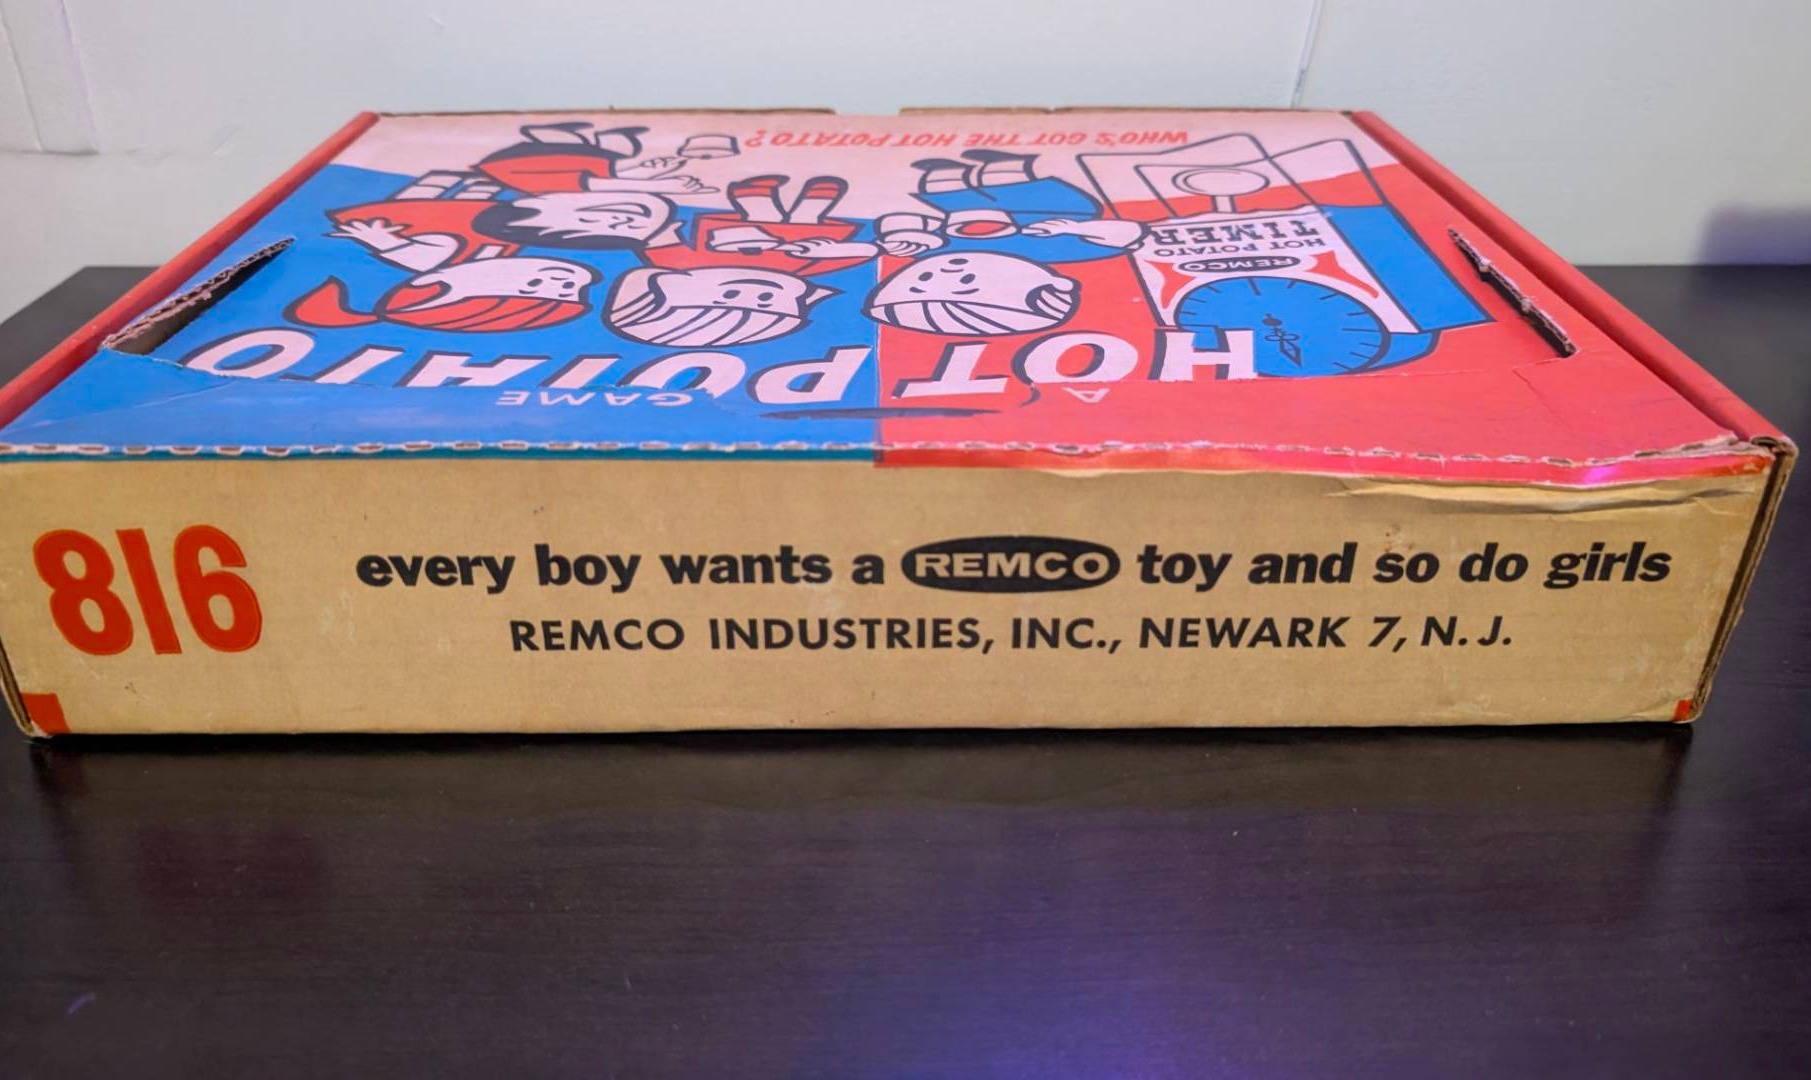 WHO'S GOT THE HOT POTATO?
HOT POTATO
TIMER
REMCO
A HOT POTATO GAME
816
every boy wants a REMCO toy and so do girls
REMCO INDUSTRIES, INC., NEWARK 7, N. J.